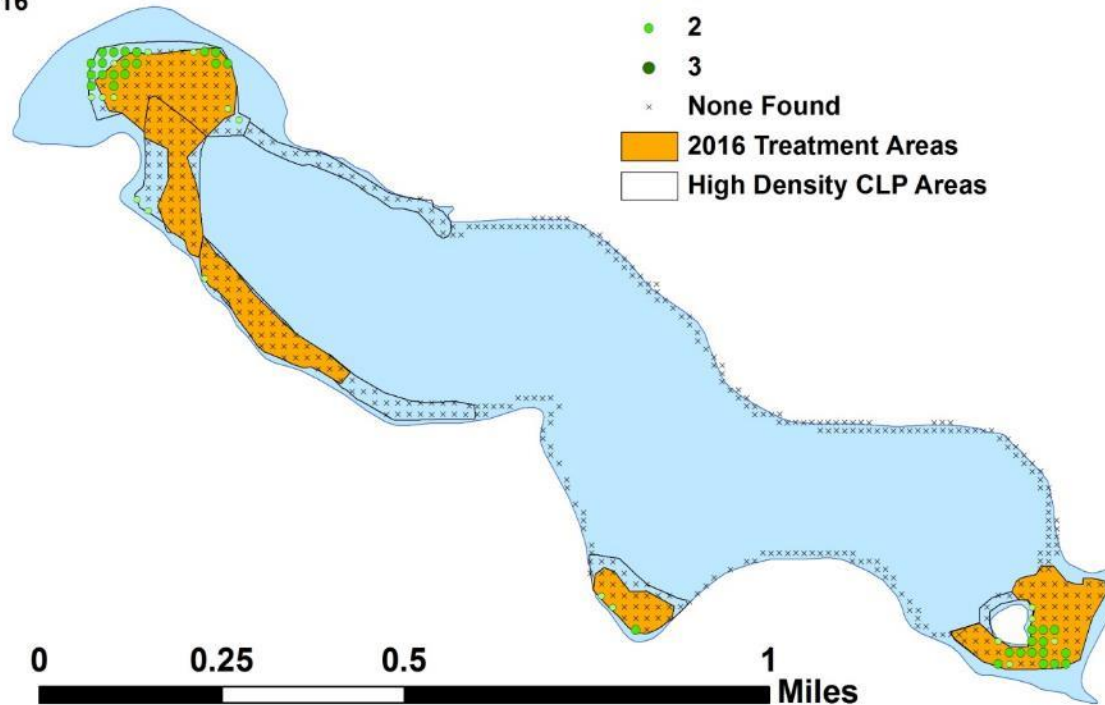 2
3
None Found
2016 Treatment Areas
High Density CLP Areas
0 0.25 0.5 1
Miles